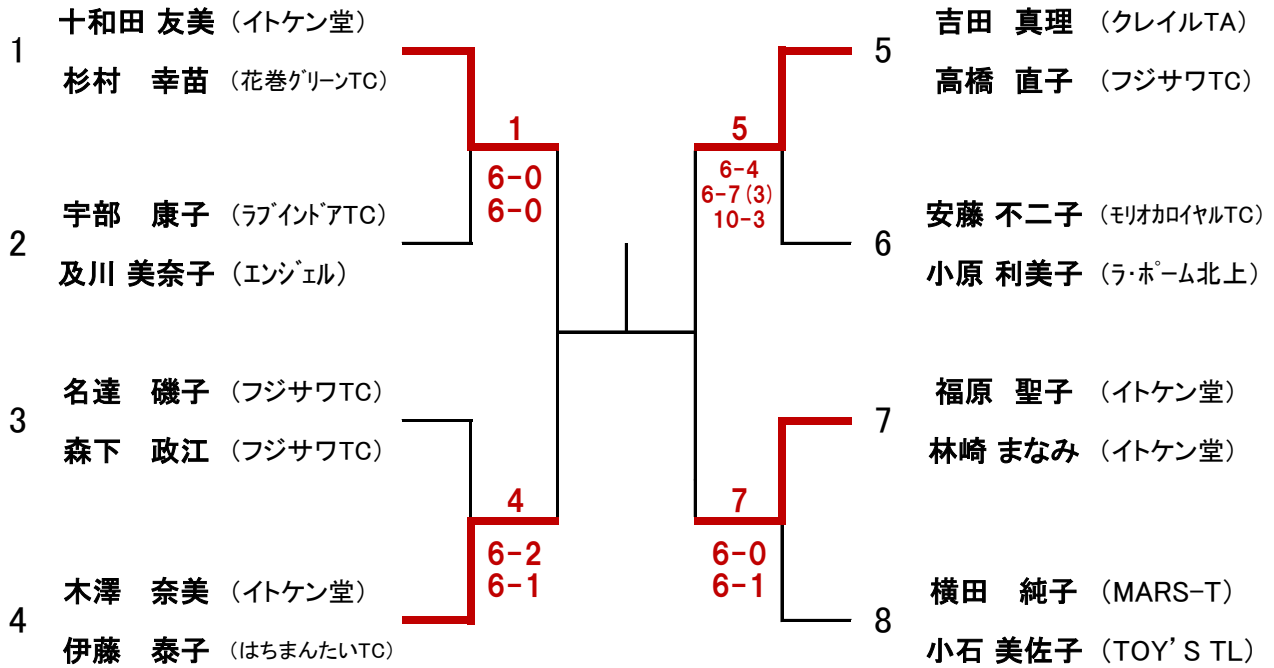 1
十和田 友美 (イトケン堂)
杉村　幸苗 (花巻ｸﾞﾘｰﾝTC)
1
6-0
6-0
2
宇部　康子 (ﾗﾌﾞｲﾝﾄﾞｱTC)
及川 美奈子 (ｴﾝｼﾞｪﾙ)
3
名達　磯子 (フジサワTC)
森下　政江 (フジサワTC)
4
6-2
6-1
4
木澤　奈美 (イトケン堂)
伊藤　泰子 (はちまんたいTC)
吉田　真理 (クレイルTA)
5
高橋　直子 (フジサワTC)
5
6-4
6-7(3)
10-3
安藤 不二子 (ﾓﾘｵｶﾛｲﾔﾙTC)
6
小原 利美子 (ﾗ･ﾎﾟｰﾑ北上)
福原　聖子 (イトケン堂)
7
林崎 まなみ (イトケン堂)
7
6-0
6-1
横田　純子 (MARS-T)
8
小石 美佐子 (TOY'S TL)